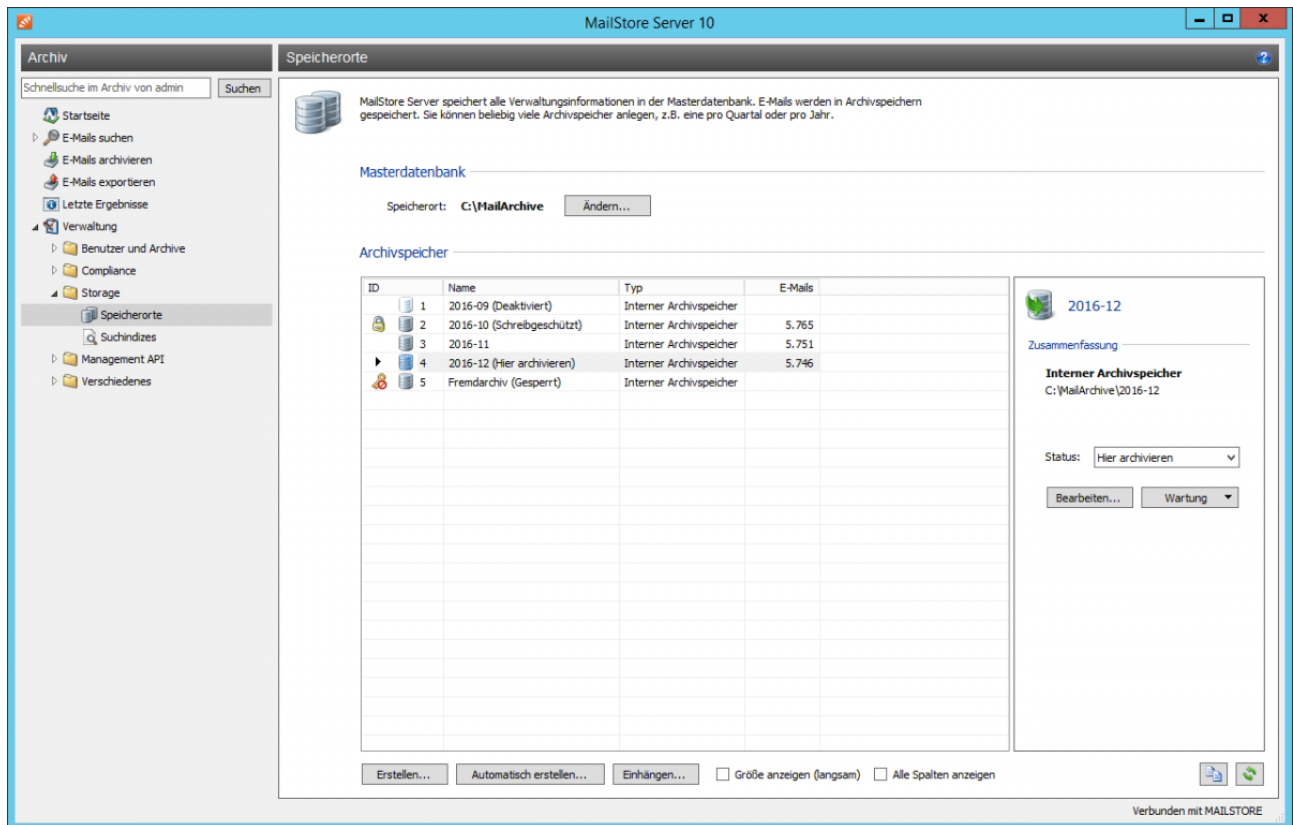 MailStore Server 10
Archiv
Schnellsuche im Archiv von admin
Suchen
Startseite
E-Mails suchen
E-Mails archivieren
E-Mails exportieren
Letzte Ergebnisse
Verwaltung
Benutzer und Archive
Compliance
Storage
Speicherorte
Suchindizes
Management API
Verschiedenes
Speicherorte
MailStore Server speichert alle Verwaltungsinformationen in der Masterdatenbank. E-Mails werden in Archivspeichern
gespeichert. Sie können beliebig viele Archivspeicher anlegen, z.B. eine pro Quartal oder pro Jahr.
Masterdatenbank
Speicherort: C:\MailArchive Ändern...
Archivspeicher
ID Name Typ E-Mails
1 2016-09 (Deaktiviert) Interner Archivspeicher
2 2016-10 (Schreibgeschützt) Interner Archivspeicher 5.765
3 2016-11 Interner Archivspeicher 5.751
4 2016-12 (Hier archivieren) Interner Archivspeicher 5.746
5 Fremdarchiv (Gesperrt) Interner Archivspeicher
2016-12
Zusammenfassung
Interner Archivspeicher
C:\MailArchive\2016-12
Status: Hier archivieren
Bearbeiten... Wartung
Erstellen... Automatisch erstellen... Einhängen... Größe anzeigen (langsam) Alle Spalten anzeigen
Verbunden mit MAILSTORE